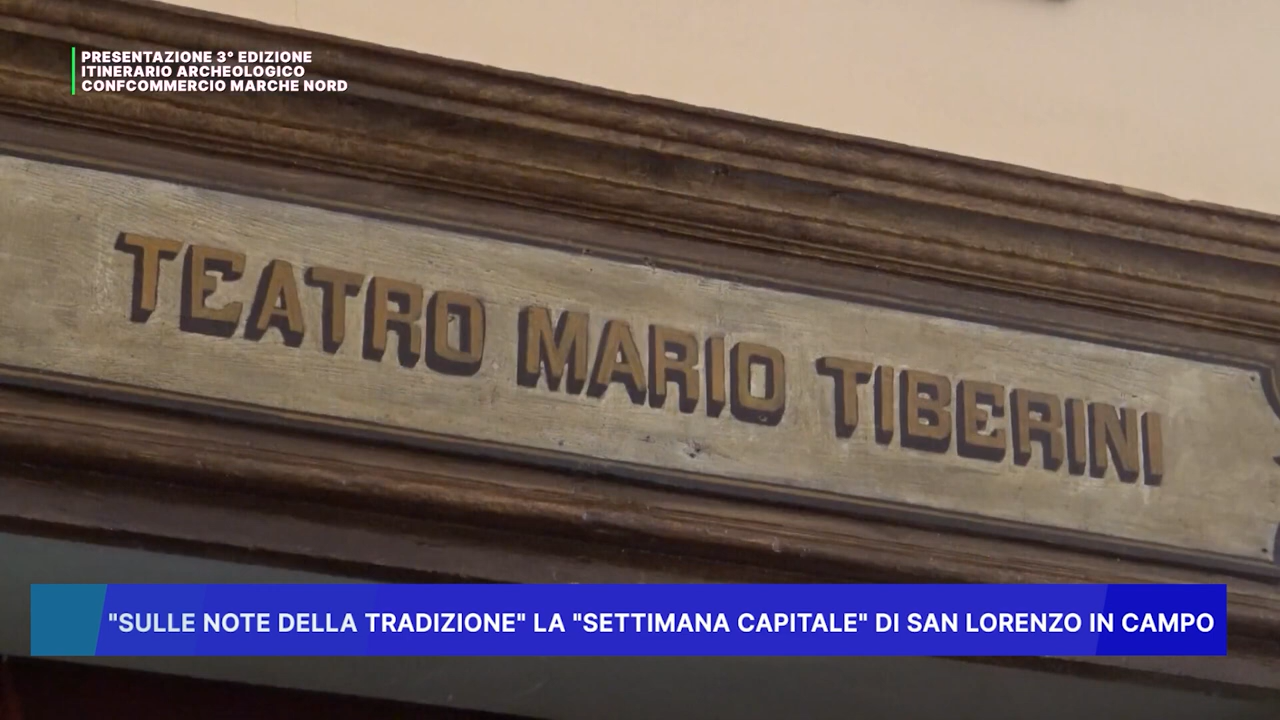 PRESENTAZIONE 3° EDIZIONE
ITINERARIO ARCHEOLOGICO
CONFCOMMERCIO MARCHE NORD
TEATRO MARIO TIBERINI
"SULLE NOTE DELLA TRADIZIONE" LA "SETTIMANA CAPITALE" DI SAN LORENZO IN CAMPO